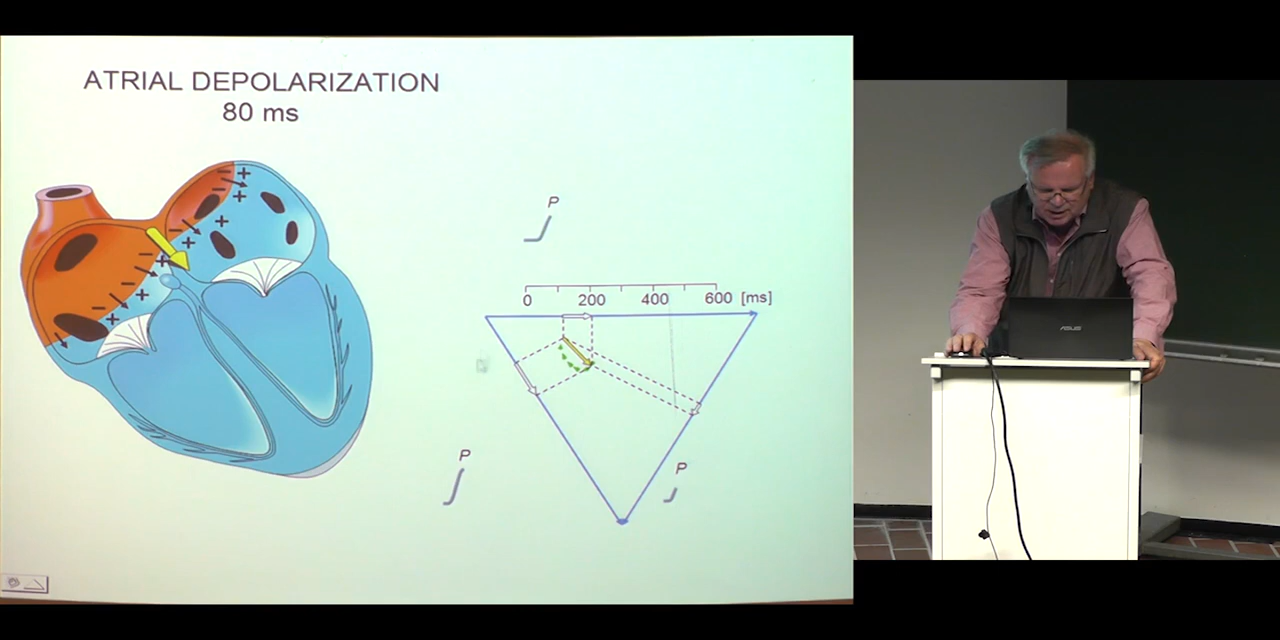 ATRIAL DEPOLARIZATION
80 ms
P
0 200 400 600 [ms]
P
P
ASUS